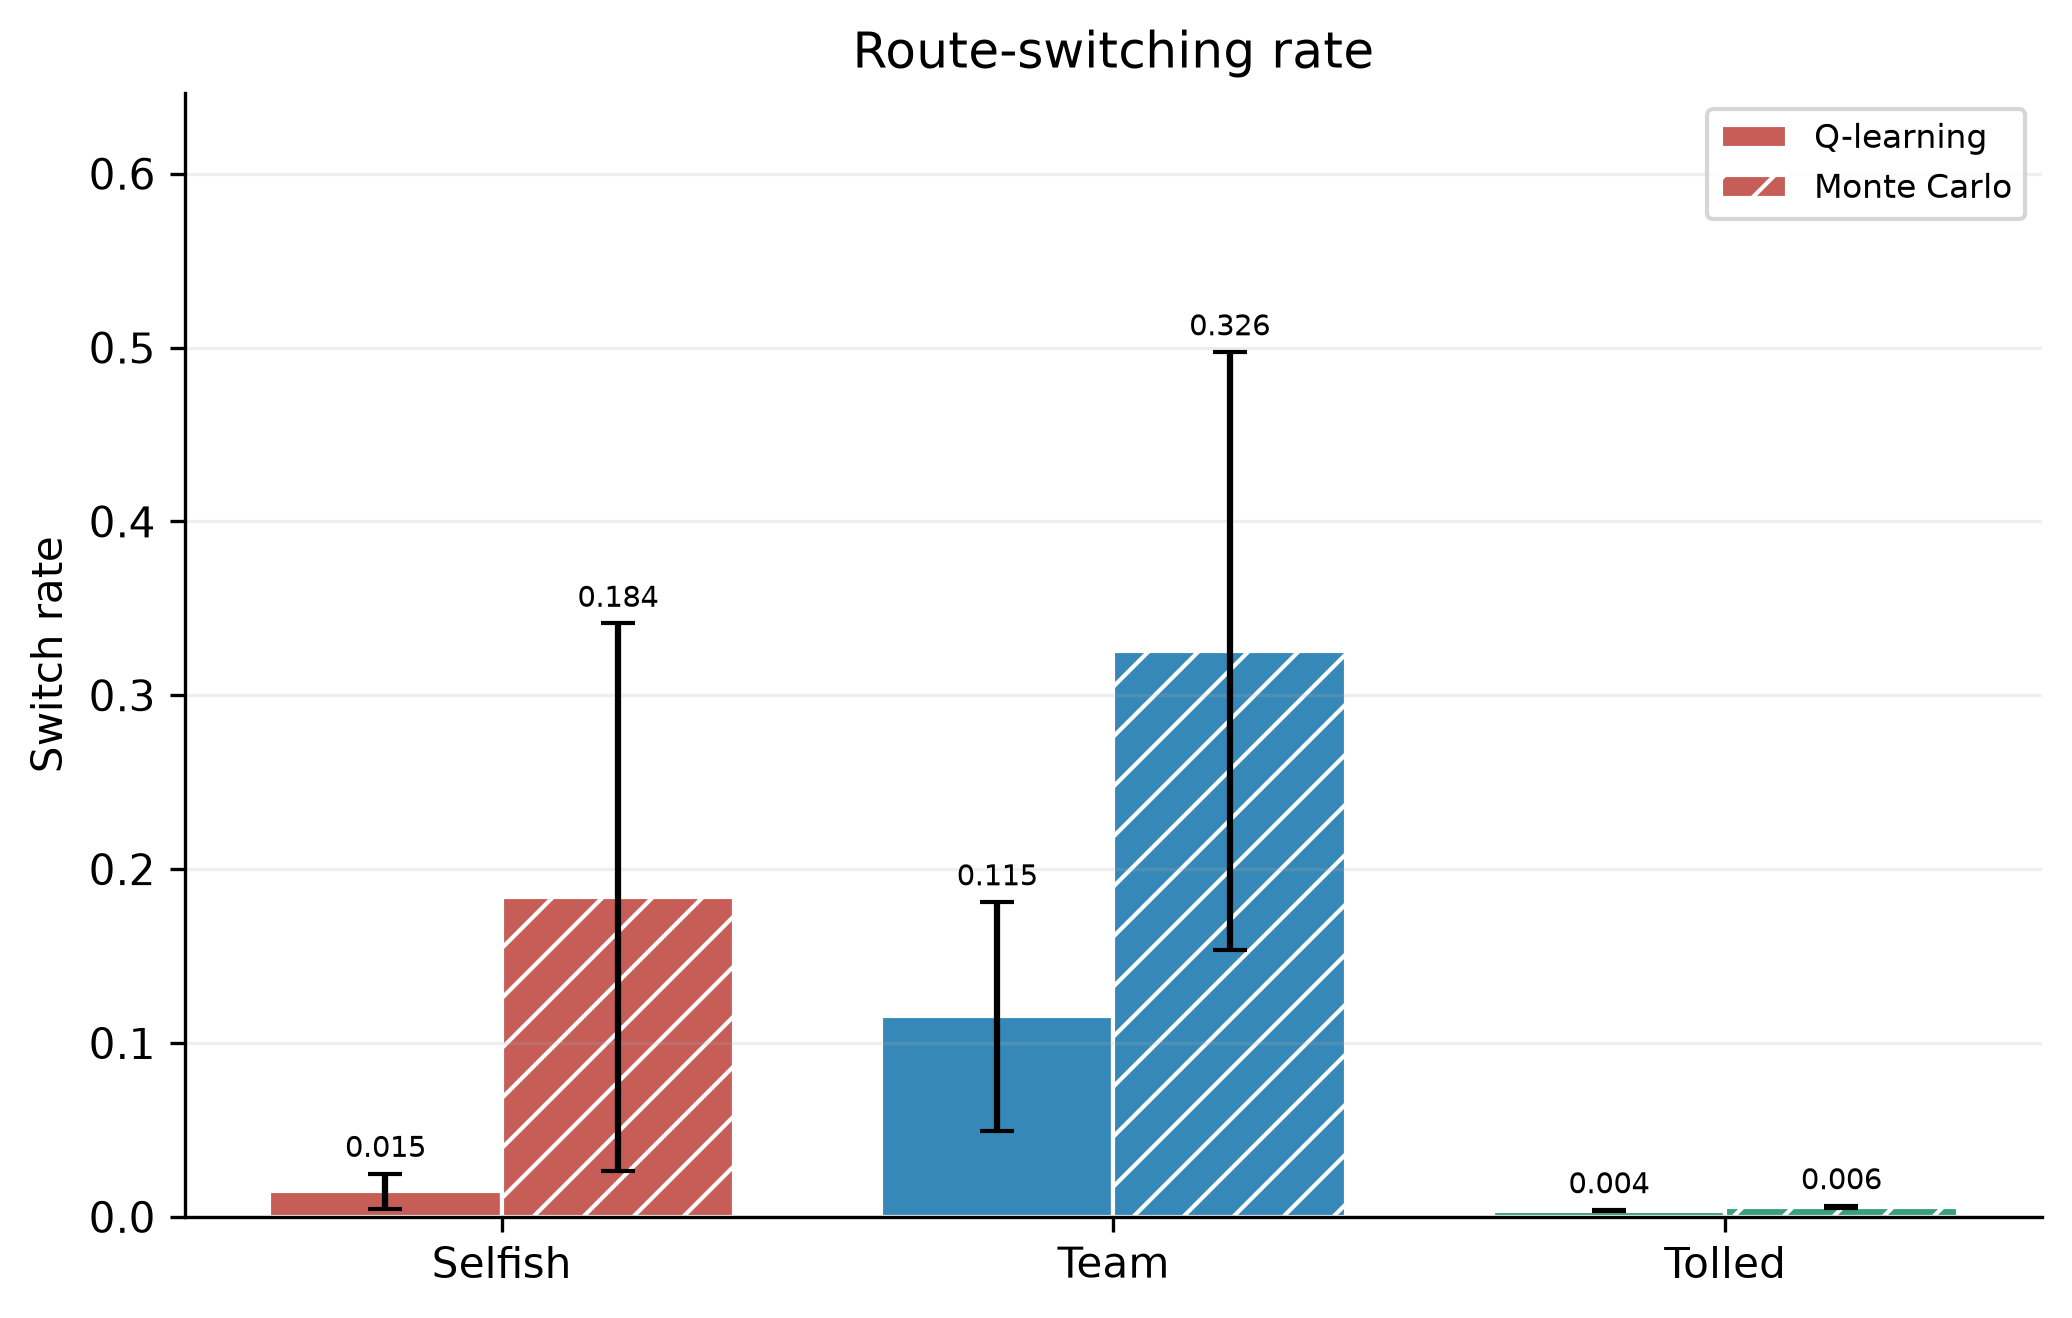 Route-switching rate
Q-learning
Monte Carlo
Switch rate
0.6
0.5
0.4
0.3
0.2
0.1
0.0
0.015
0.184
0.115
0.326
0.004
0.006
Selfish
Team
Tolled